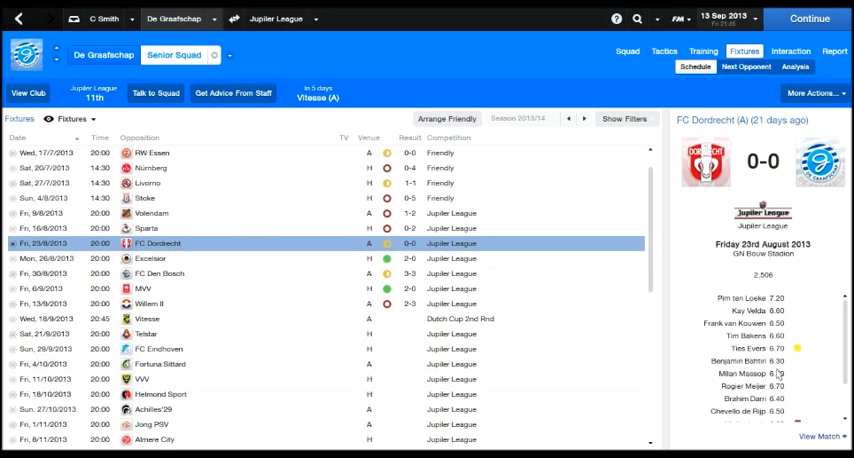 C Smith De Graafschap Jupiler League ? FM 13 Sep 2013 Continue
Fri 21:45
De Graafschap Senior Squad Squad Tactics Training Fixtures Interaction Report
Schedule Next Opponent Analysis
View Club Jupiler League 11th Talk to Squad Get Advice From Staff In 5 days Vitesse (A) More Actions...
Fixtures Fixtures Arrange Friendly Season 2013/14 Show Filters
Date Time Opposition TV Venue Result Competition
Wed, 17/7/2013 20:00 RW Essen A 0-0 Friendly
Sat, 20/7/2013 14:30 Nürnberg H 0-4 Friendly
Sat, 27/7/2013 14:30 Livorno H 1-1 Friendly
Sun, 4/8/2013 14:30 Stoke H 0-5 Friendly
Fri, 9/8/2013 20:00 Volendam A 1-2 Jupiler League
Fri, 16/8/2013 20:00 Sparta H 0-2 Jupiler League
Fri, 23/8/2013 20:00 FC Dordrecht A 0-0 Jupiler League
Mon, 26/8/2013 20:00 Excelsior H 2-0 Jupiler League
Fri, 30/8/2013 20:00 FC Den Bosch A 3-3 Jupiler League
Fri, 6/9/2013 20:00 MVV H 2-0 Jupiler League
Fri, 13/9/2013 20:00 Willem II A 2-3 Jupiler League
Wed, 18/9/2013 20:45 Vitesse A Dutch Cup 2nd Rnd
Sat, 21/9/2013 20:00 Telstar H Jupiler League
Sun, 29/9/2013 20:00 FC Eindhoven H Jupiler League
Fri, 4/10/2013 20:00 Fortuna Sittard A Jupiler League
Fri, 11/10/2013 20:00 VVV H Jupiler League
Fri, 18/10/2013 20:00 Helmond Sport H Jupiler League
Sun, 27/10/2013 20:00 Achilles'29 A Jupiler League
Fri, 1/11/2013 20:00 Jong PSV A Jupiler League
Fri, 8/11/2013 20:00 Almere City H Jupiler League
FC Dordrecht (A) (21 days ago)
0-0
Jupiler League
Jupiler League
Friday 23rd August 2013
GN Bouw Stadion
2,506
Pim ten Loeke 7.20
Kay Velda 6.60
Frank van Kouwen 6.50
Tim Bakens 6.60
Ties Evers 6.70
Benjamin Bahtiri 6.30
Milan Massop
Rogier Meijer 6.70
Brahim Darri 6.40
Chevello de Rijp 6.50
View Match